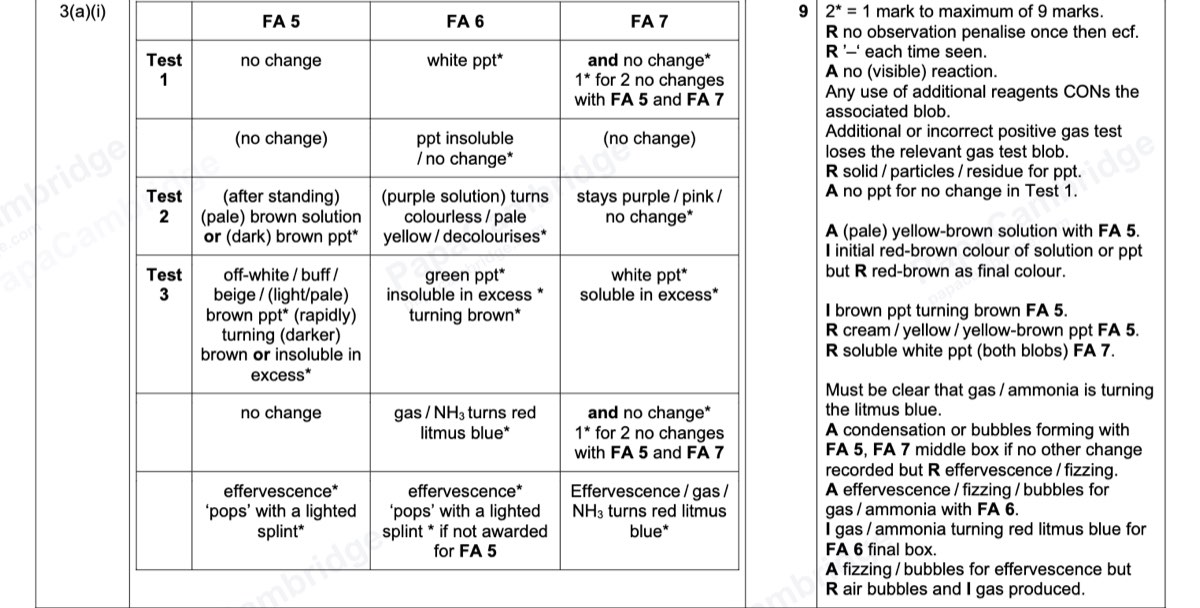 3(a)(i)
FA 5 FA 6 FA 7
Test 1
no change
white ppt*
and no change*
1* for 2 no changes
with FA 5 and FA 7
(no change)
ppt insoluble
/ no change*
(no change)
Test 2
(after standing)
(pale) brown solution
or (dark) brown ppt*
(purple solution) turns
colourless / pale
yellow / decolourises*
stays purple / pink /
no change*
Test 3
off-white / buff /
beige / (light/pale)
brown ppt* (rapidly)
turning (darker)
brown or insoluble in
excess*
green ppt*
insoluble in excess *
turning brown*
white ppt*
soluble in excess*
no change
gas / NH₃ turns red
litmus blue*
and no change*
1* for 2 no changes
with FA 5 and FA 7
effervescence*
‘pops’ with a lighted
splint*
effervescence*
‘pops’ with a lighted
splint * if not awarded
for FA 5
Effervescence / gas /
NH₃ turns red litmus
blue*
9
2* = 1 mark to maximum of 9 marks.
R no observation penalise once then ecf.
R '–' each time seen.
A no (visible) reaction.
Any use of additional reagents CONs the
associated blob.
Additional or incorrect positive gas test
loses the relevant gas test blob.
R solid / particles / residue for ppt.
A no ppt for no change in Test 1.
A (pale) yellow-brown solution with FA 5.
I initial red-brown colour of solution or ppt
but R red-brown as final colour.
I brown ppt turning brown FA 5.
R cream / yellow / yellow-brown ppt FA 5.
R soluble white ppt (both blobs) FA 7.
Must be clear that gas / ammonia is turning
the litmus blue.
A condensation or bubbles forming with
FA 5, FA 7 middle box if no other change
recorded but R effervescence / fizzing.
A effervescence / fizzing / bubbles for
gas / ammonia with FA 6.
I gas / ammonia turning red litmus blue for
FA 6 final box.
A fizzing / bubbles for effervescence but
R air bubbles and I gas produced.